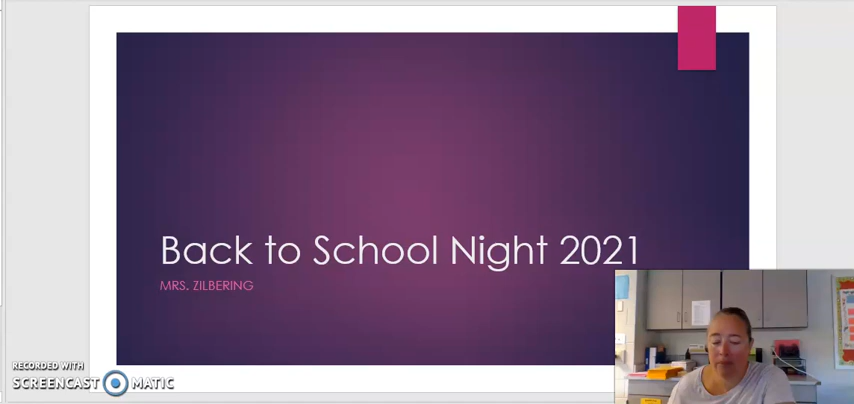 Back to School Night 2021
MRS. ZILBERING
RECORDED WITH
SCREENCAST MATIC